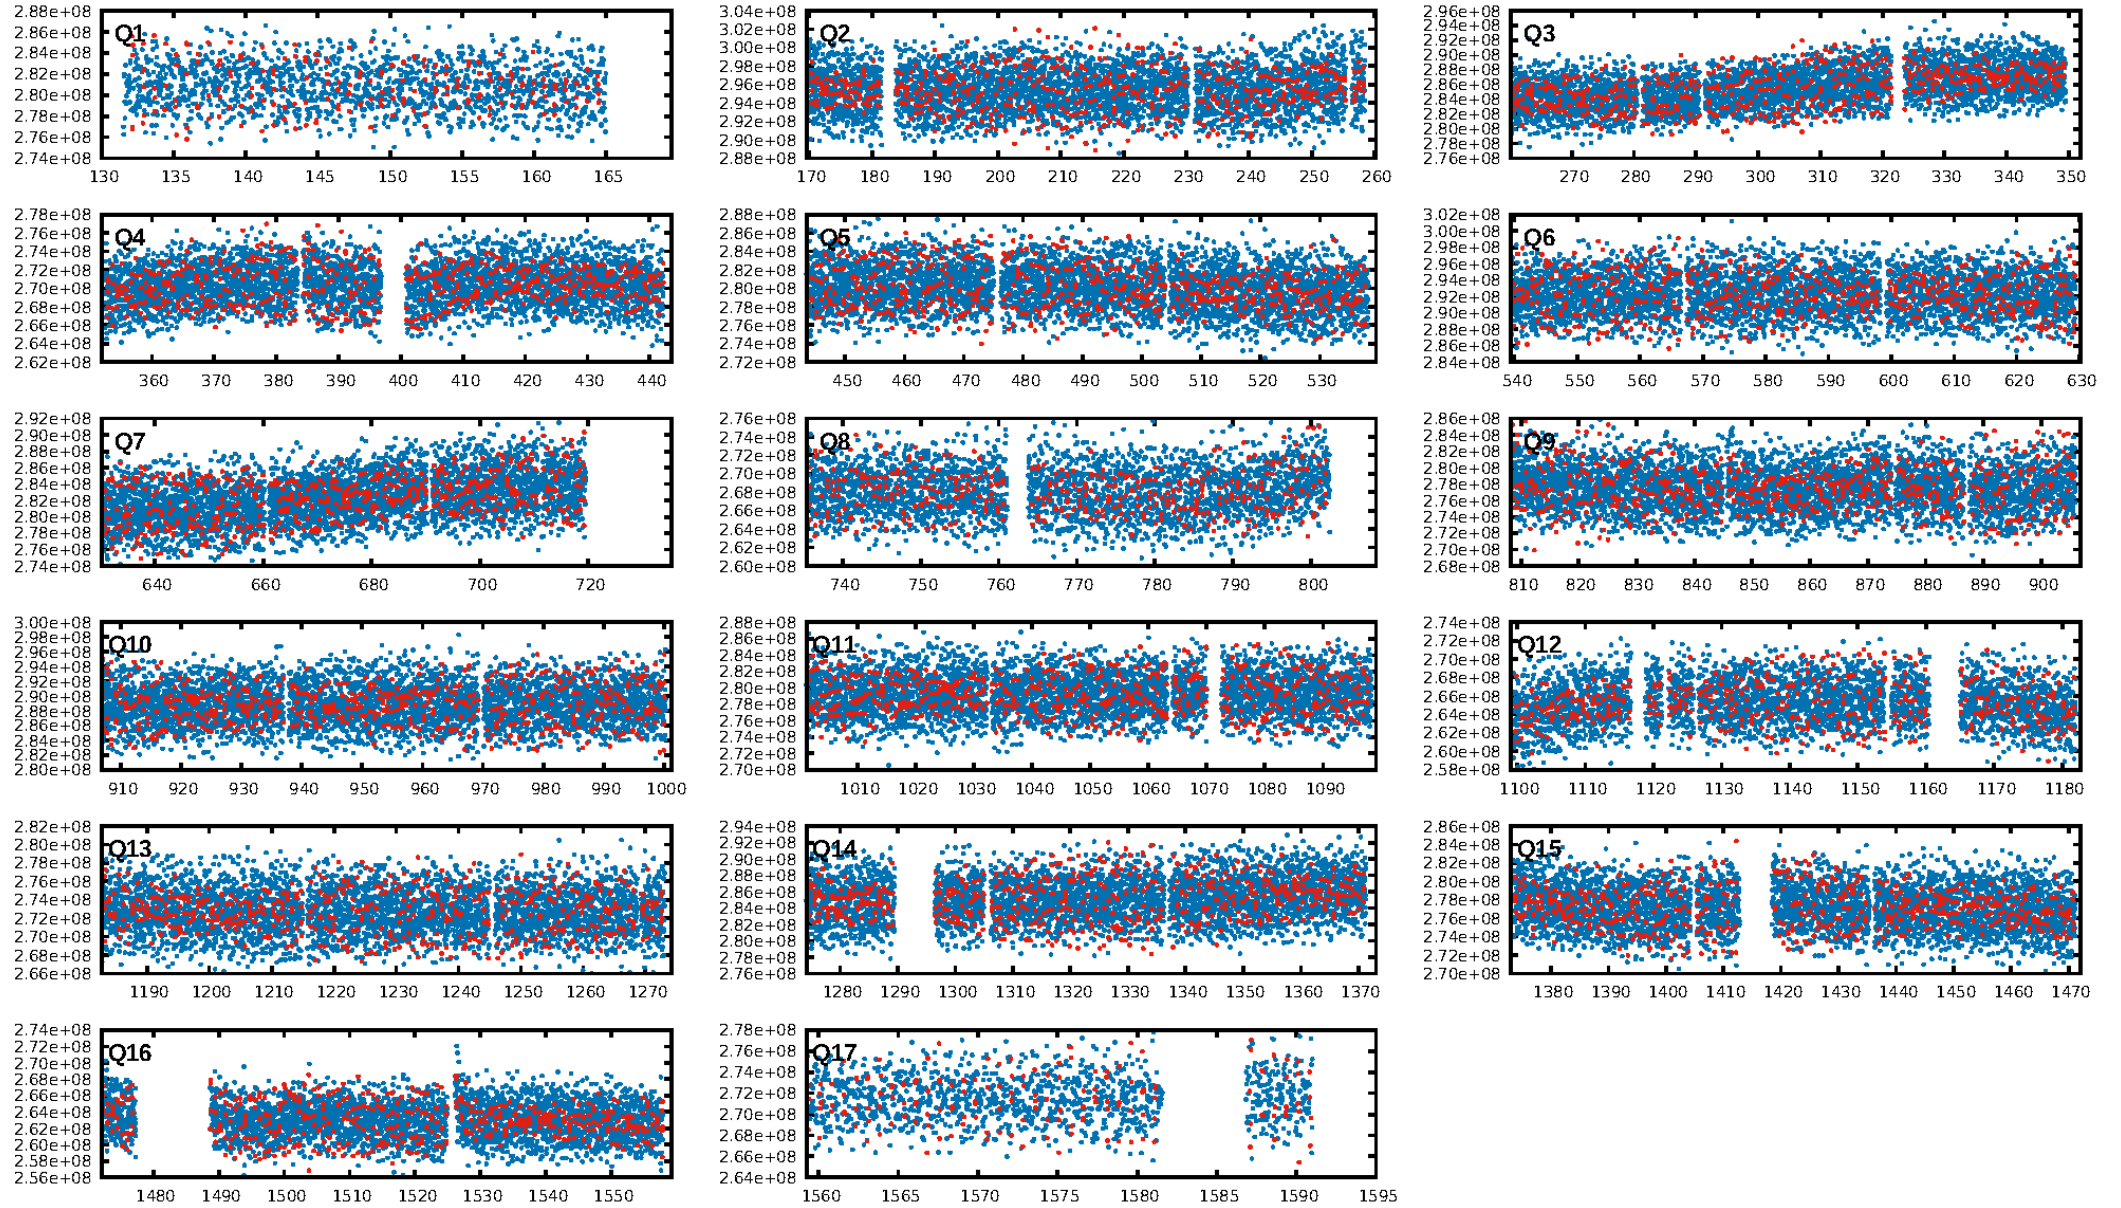 2.88e+08
2.86e+08
2.84e+08
2.82e+08
2.80e+08
2.78e+08
2.76e+08
2.74e+08
Q1
130 135 140 145 150 155 160 165
3.04e+08
3.02e+08
3.00e+08
2.98e+08
2.96e+08
2.94e+08
2.92e+08
2.90e+08
2.88e+08
Q2
170 180 190 200 210 220 230 240 250 260
2.96e+08
2.94e+08
2.92e+08
2.90e+08
2.88e+08
2.86e+08
2.84e+08
2.82e+08
2.80e+08
2.78e+08
2.76e+08
Q3
270 280 290 300 310 320 330 340 350
2.78e+08
2.76e+08
2.74e+08
2.72e+08
2.70e+08
2.68e+08
2.66e+08
2.64e+08
2.62e+08
Q4
360 370 380 390 400 410 420 430 440
2.88e+08
2.86e+08
2.84e+08
2.82e+08
2.80e+08
2.78e+08
2.76e+08
2.74e+08
2.72e+08
Q5
450 460 470 480 490 500 510 520 530
3.02e+08
3.00e+08
2.98e+08
2.96e+08
2.94e+08
2.92e+08
2.90e+08
2.88e+08
2.86e+08
2.84e+08
Q6
540 550 560 570 580 590 600 610 620 630
2.92e+08
2.90e+08
2.88e+08
2.86e+08
2.84e+08
2.82e+08
2.80e+08
2.78e+08
2.76e+08
2.74e+08
Q7
640 660 680 700 720
2.76e+08
2.74e+08
2.72e+08
2.70e+08
2.68e+08
2.66e+08
2.64e+08
2.62e+08
2.60e+08
Q8
740 750 760 770 780 790 800
2.86e+08
2.84e+08
2.82e+08
2.80e+08
2.78e+08
2.76e+08
2.74e+08
2.72e+08
2.70e+08
2.68e+08
Q9
810 820 830 840 850 860 870 880 890 900
3.00e+08
2.98e+08
2.96e+08
2.94e+08
2.92e+08
2.90e+08
2.88e+08
2.86e+08
2.84e+08
2.82e+08
2.80e+08
Q10
910 920 930 940 950 960 970 980 990 1000
2.88e+08
2.86e+08
2.84e+08
2.82e+08
2.80e+08
2.78e+08
2.76e+08
2.74e+08
2.72e+08
2.70e+08
Q11
1010 1020 1030 1040 1050 1060 1070 1080 1090
2.74e+08
2.72e+08
2.70e+08
2.68e+08
2.66e+08
2.64e+08
2.62e+08
2.60e+08
2.58e+08
Q12
1100 1110 1120 1130 1140 1150 1160 1170 1180
2.82e+08
2.80e+08
2.78e+08
2.76e+08
2.74e+08
2.72e+08
2.70e+08
2.68e+08
2.66e+08
Q13
1190 1200 1210 1220 1230 1240 1250 1260 1270
2.94e+08
2.92e+08
2.90e+08
2.88e+08
2.86e+08
2.84e+08
2.82e+08
2.80e+08
2.78e+08
2.76e+08
Q14
1280 1290 1300 1310 1320 1330 1340 1350 1360 1370
2.86e+08
2.84e+08
2.82e+08
2.80e+08
2.78e+08
2.76e+08
2.74e+08
2.72e+08
2.70e+08
Q15
1380 1390 1400 1410 1420 1430 1440 1450 1460 1470
2.74e+08
2.72e+08
2.70e+08
2.68e+08
2.66e+08
2.64e+08
2.62e+08
2.60e+08
2.58e+08
2.56e+08
Q16
1480 1490 1500 1510 1520 1530 1540 1550
2.78e+08
2.76e+08
2.74e+08
2.72e+08
2.70e+08
2.68e+08
2.66e+08
2.64e+08
Q17
1560 1565 1570 1575 1580 1585 1590 1595